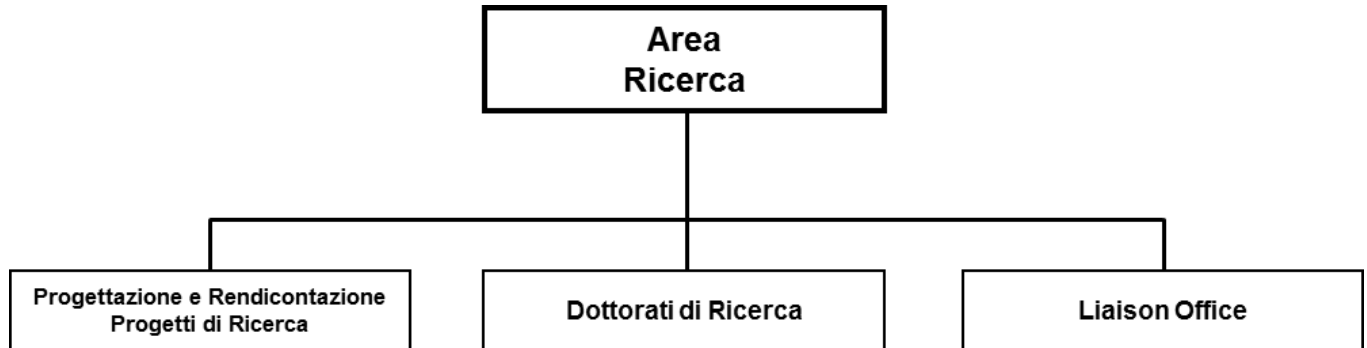 Area
Ricerca
Progettazione e Rendicontazione
Progetti di Ricerca
Dottorati di Ricerca
Liaison Office